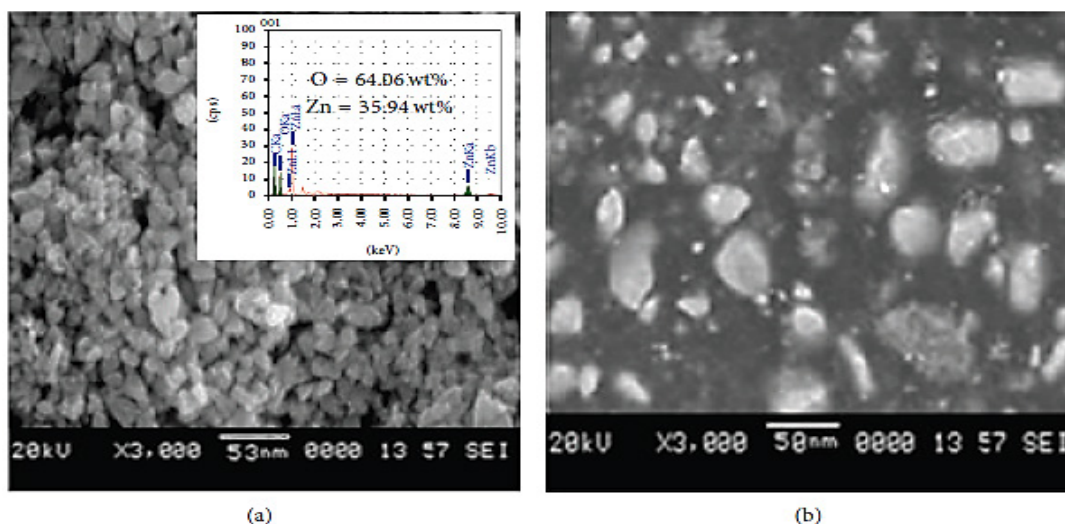 001
100
90
80
70
60
50
40
30
20
10
0
(cps)
O = 64.06 wt%
Zn = 35.94 wt%
CKa
OKa
ZnLa
ZnKa
ZnKb
0.00
1.00
2.00
3.00
4.00
5.00
6.00
7.00
8.00
9.00
10.00
(keV)
20kV X3,000 53nm 0000 13 57 SEI
20kV X3,000 50nm 0000 13 57 SEI
(a)
(b)